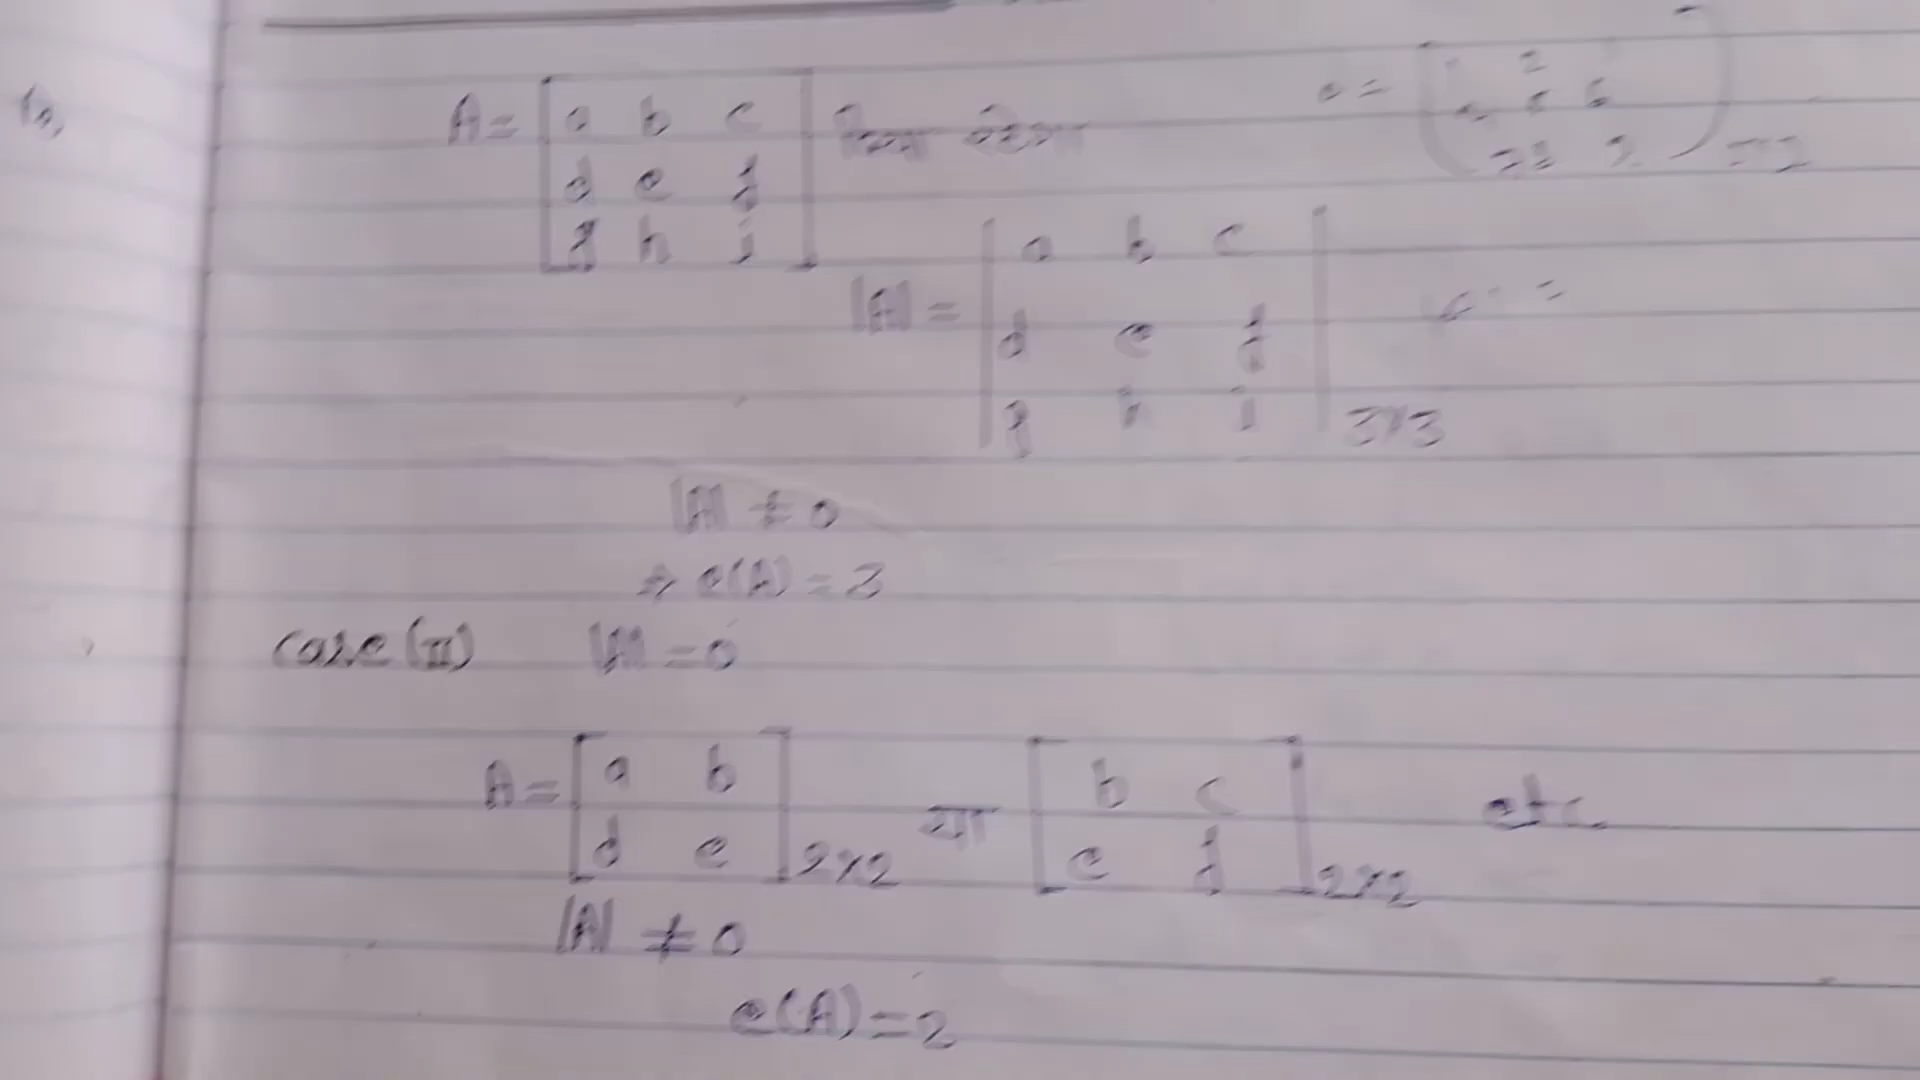 A = [ a b c
d e f
g h i ]
|A| = | a b c
d e f
g h i | 3×3
|A| ≠ 0
⇒ e(A) = 3
case (II) |A| = 0
A = [ a b
d e ] 2×2 या [ b c
e f ] 2×2 etc
|A| ≠ 0
e(A) = 2